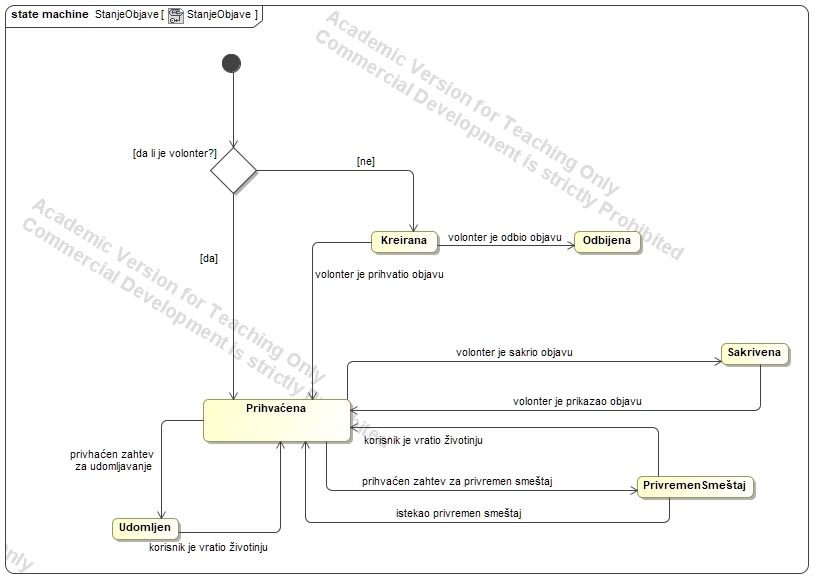 state machine StanjeObjave [ StanjeObjave ]
Academic Version for Teaching Only
Commercial Development is strictly Prohibited
[da li je volonter?]
[ne]
Kreirana
volonter je odbio objavu
Odbijena
[da]
volonter je prihvatio objavu
Academic Version for Teaching Only
Commercial Development is strictly Prohibited
volonter je sakrio objavu
Sakrivena
Prihvaćena
volonter je prikazao objavu
korisnik je vratio životinju
privhaćen zahtev
za udomljavanje
prihvaćen zahtev za privremen smeštaj
PrivremenSmeštaj
istekao privremen smeštaj
Udomljen
korisnik je vratio životinju
Only